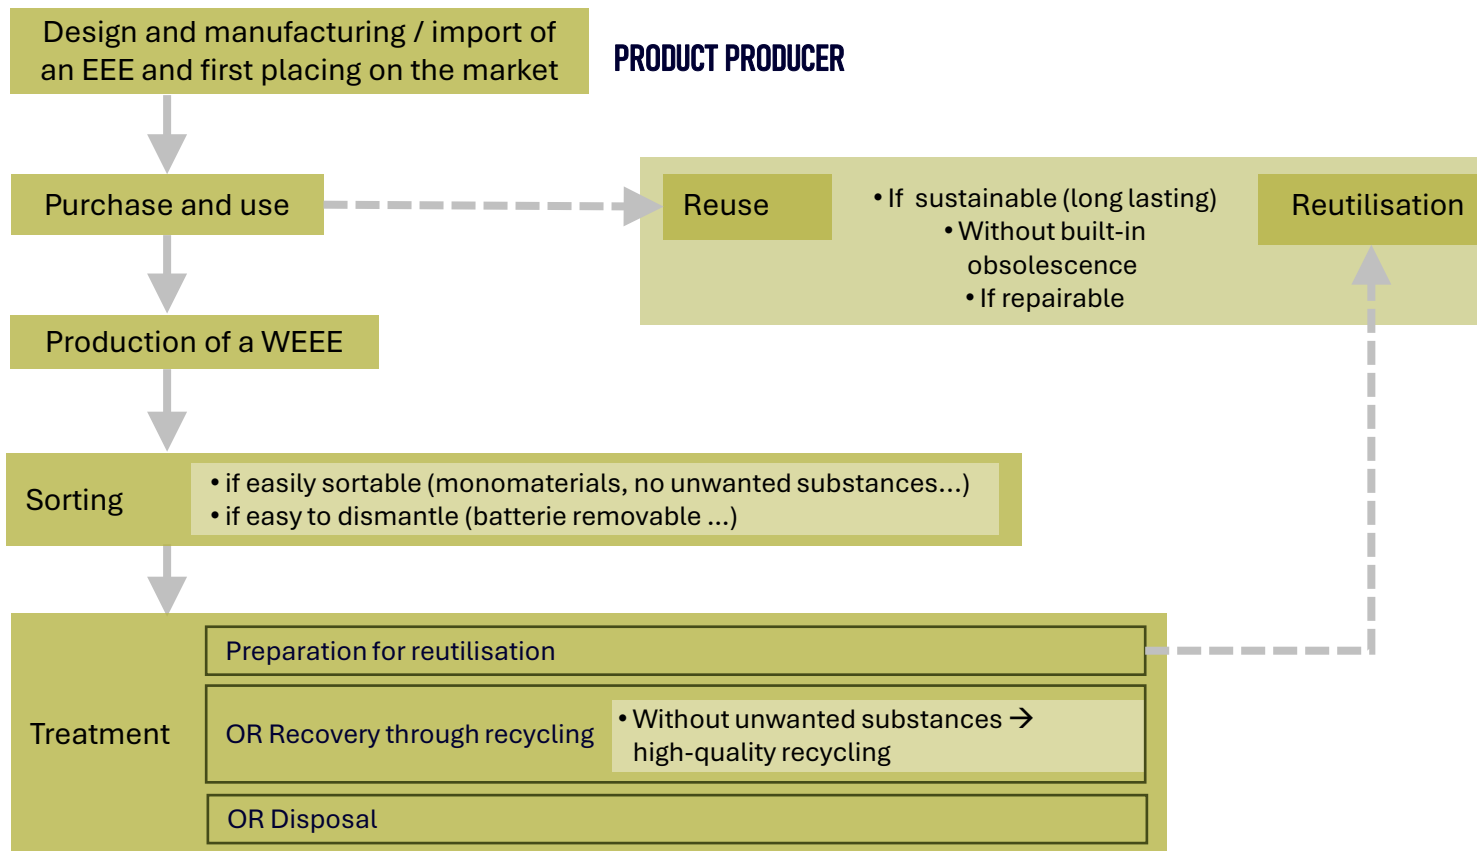 Design and manufacturing / import of
an EEE and first placing on the market
PRODUCT PRODUCER
Purchase and use
Reuse
• If sustainable (long lasting)
• Without built-in
obsolescence
• If repairable
Reutilisation
Production of a WEEE
Sorting
• if easily sortable (monomaterials, no unwanted substances...)
• if easy to dismantle (batterie removable ...)
Treatment
Preparation for reutilisation
OR Recovery through recycling
• Without unwanted substances →
high-quality recycling
OR Disposal